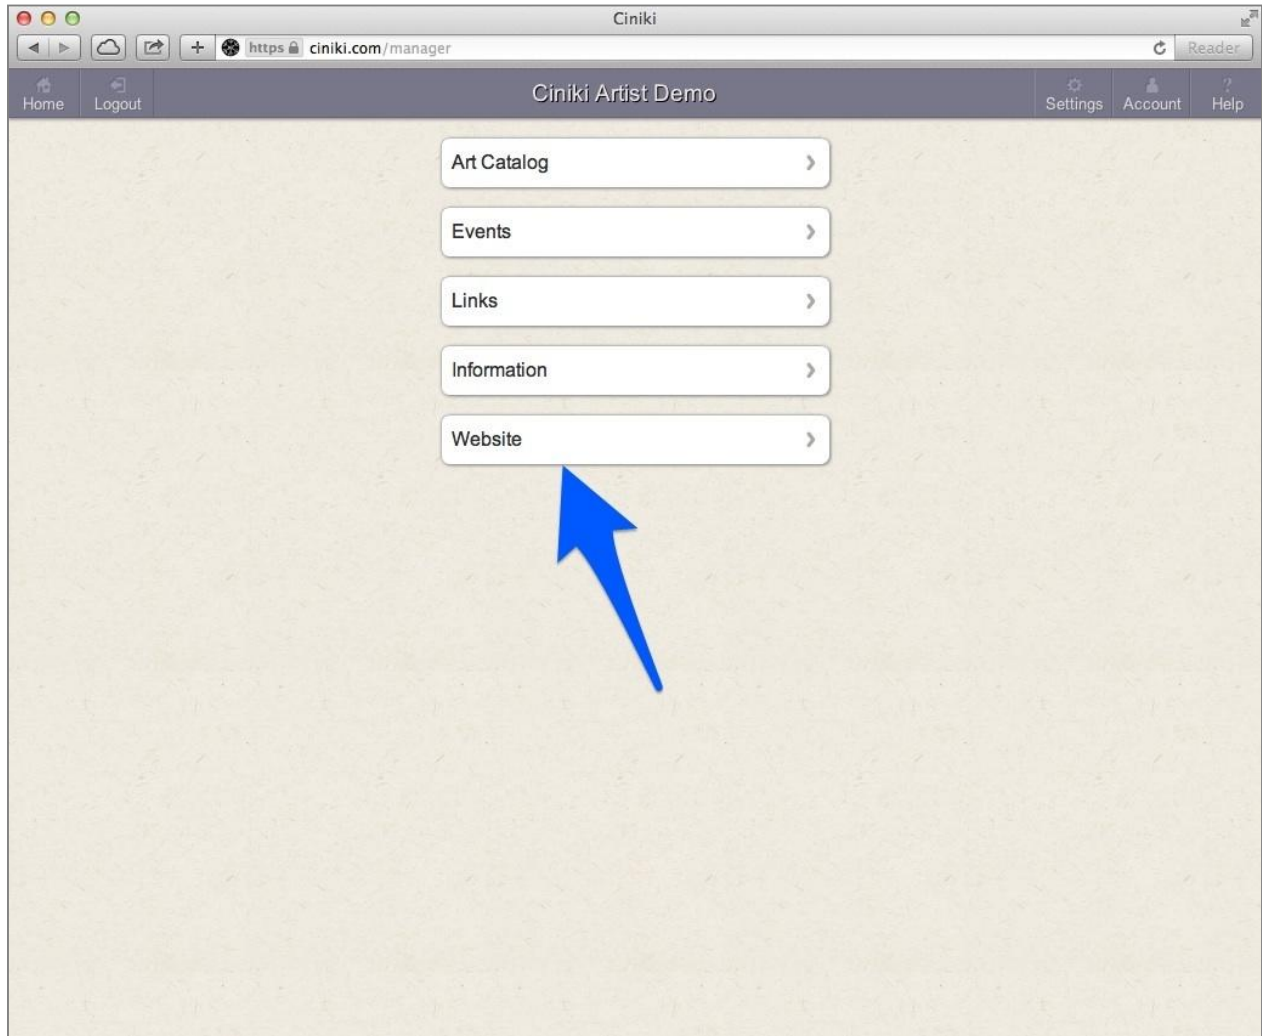 Ciniki
https ciniki.com/manager
Reader
Home
Logout
Ciniki Artist Demo
Settings
Account
?
Help
Art Catalog
Events
Links
Information
Website